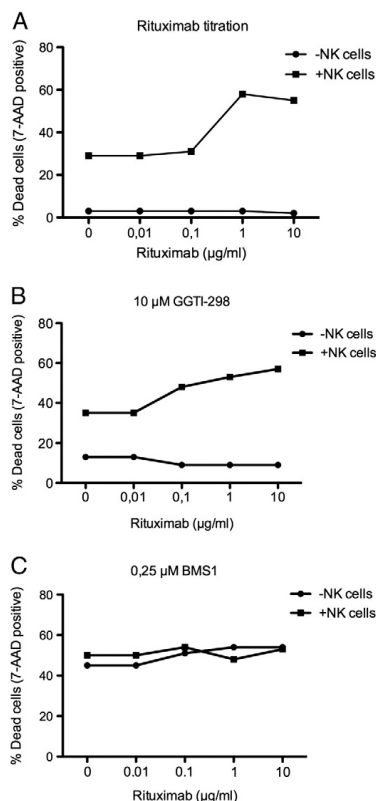 A
Rituximab titration
-NK cells
+NK cells
% Dead cells (7-AAD positive)
80
60
40
20
0
0 0,01 0,1 1 10
Rituximab (µg/ml)
B
10 µM GGTI-298
-NK cells
+NK cells
% Dead cells (7-AAD positive)
80
60
40
20
0
0 0,01 0,1 1 10
Rituximab (µg/ml)
C
0,25 µM BMS1
-NK cells
+NK cells
% Dead cells (7-AAD positive)
80
60
40
20
0
0 0.01 0.1 1 10
Rituximab (µg/ml)